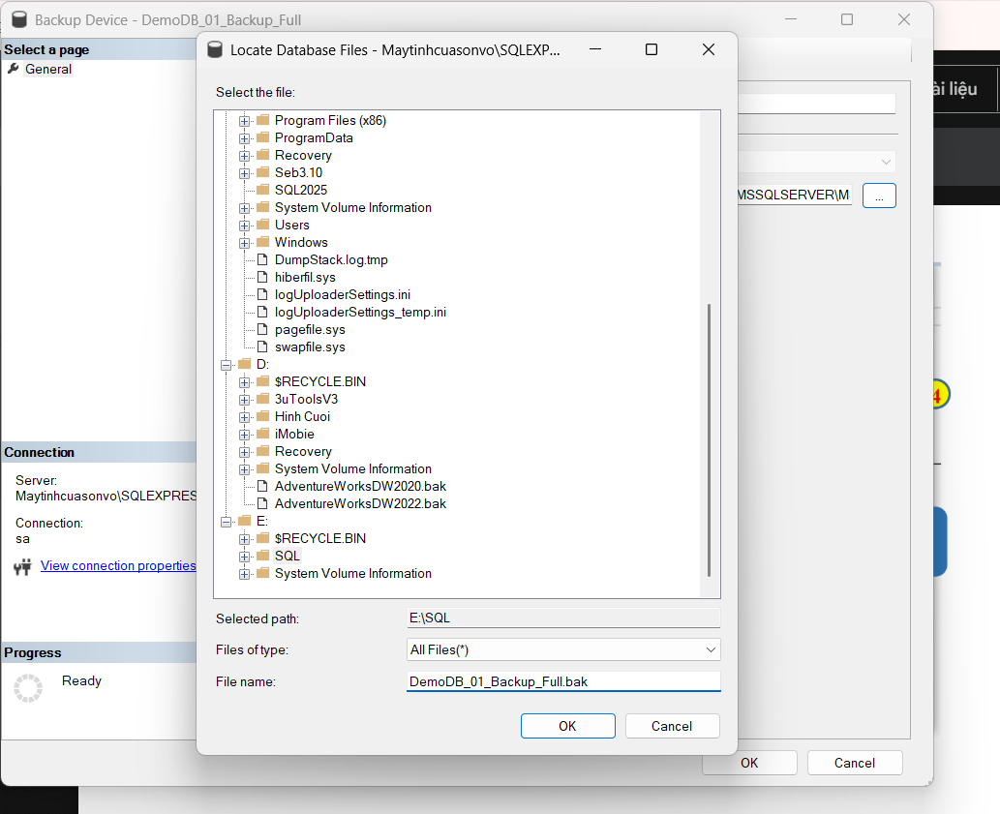 Backup Device - DemoDB_01_Backup_Full
Locate Database Files - Maytinhcuasonvo\SQLEXP...
Select a page
General
Select the file:
Program Files (x86)
ProgramData
Recovery
Seb3.10
SQL2025
System Volume Information
Users
Windows
DumpStack.log.tmp
hiberfil.sys
logUploaderSettings.ini
logUploaderSettings_temp.ini
pagefile.sys
swapfile.sys
D:
$RECYCLE.BIN
3uToolsV3
Hinh Cuoi
iMobie
Recovery
System Volume Information
AdventureWorksDW2020.bak
AdventureWorksDW2022.bak
E:
$RECYCLE.BIN
SQL
System Volume Information
Selected path:
E:\SQL
Files of type:
All Files(*)
File name:
DemoDB_01_Backup_Full.bak
OK
Cancel
MSSQLSERVER\M
...
ài liệu
4
Connection
Server:
Maytinhcuasonvo\SQLEXPRES
Connection:
sa
View connection properties
Progress
Ready
OK
Cancel